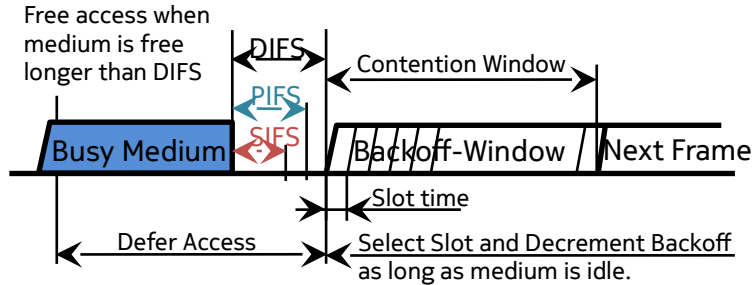 Free access when
medium is free
longer than DIFS
DIFS
Contention Window
PIFS
SIFS
Busy Medium
Backoff-Window
Next Frame
Slot time
Defer Access
Select Slot and Decrement Backoff
as long as medium is idle.